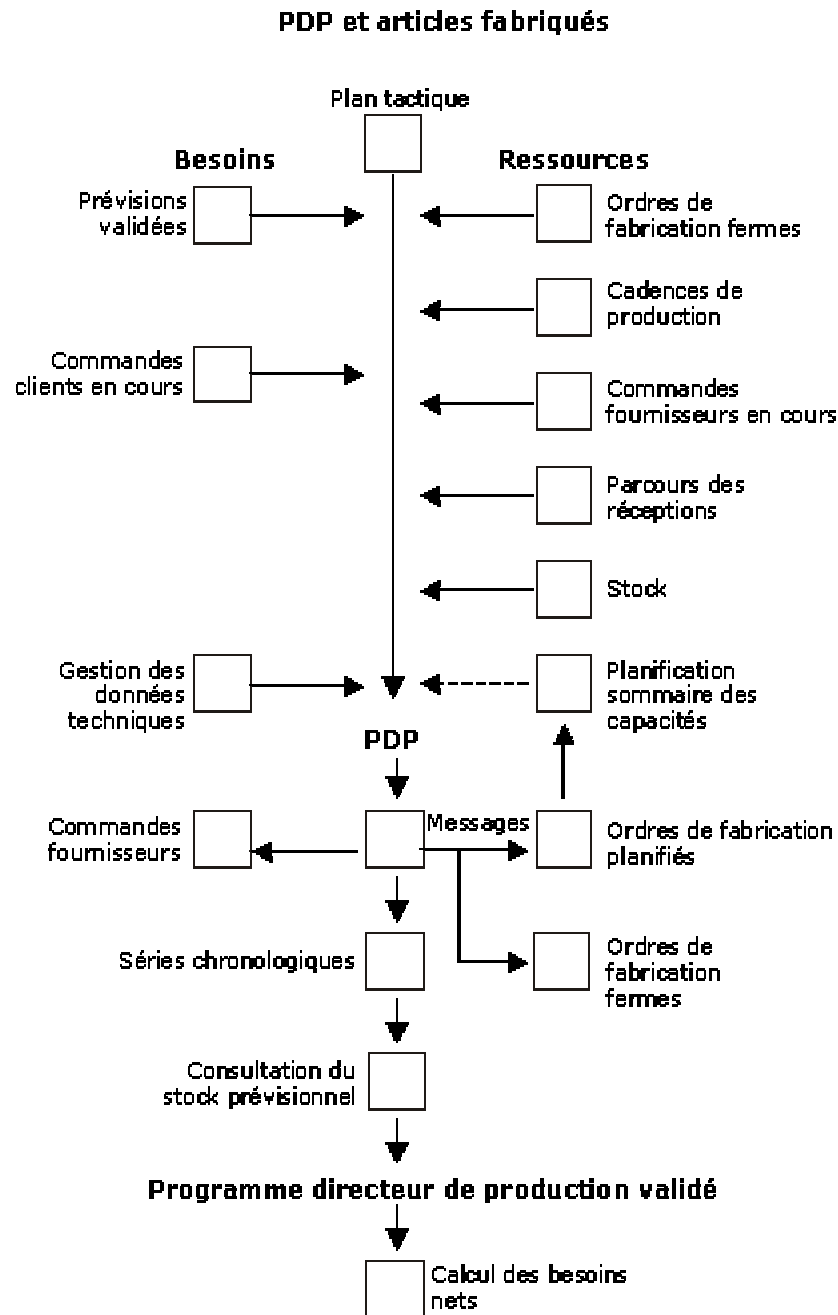 PDP et articles fabriqués
Plan tactique
Besoins
Ressources
Prévisions
validées
Ordres de
fabrication fermes
Cadences de
production
Commandes
clients en cours
Commandes
fournisseurs en cours
Parcours des
réceptions
Stock
Gestion des
données
techniques
Planification
sommaire des
capacités
PDP
Commandes
fournisseurs
Messages
Ordres de fabrication
planifiés
Séries chronologiques
Ordres de
fabrication
fermes
Consultation du
stock prévisionnel
Programme directeur de production validé
Calcul des besoins
nets